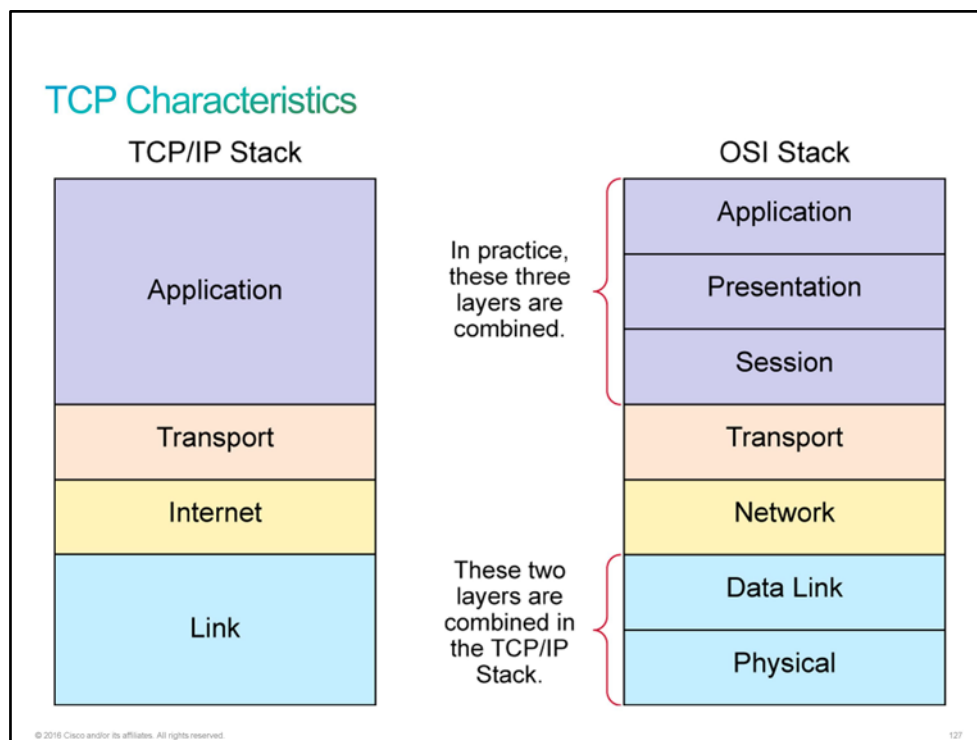 TCP Characteristics
TCP/IP Stack
OSI Stack
Application
Transport
Internet
Link
In practice,
these three
layers are
combined.
These two
layers are
combined in
the TCP/IP
Stack.
Application
Presentation
Session
Transport
Network
Data Link
Physical
© 2016 Cisco and/or its affiliates. All rights reserved.
127